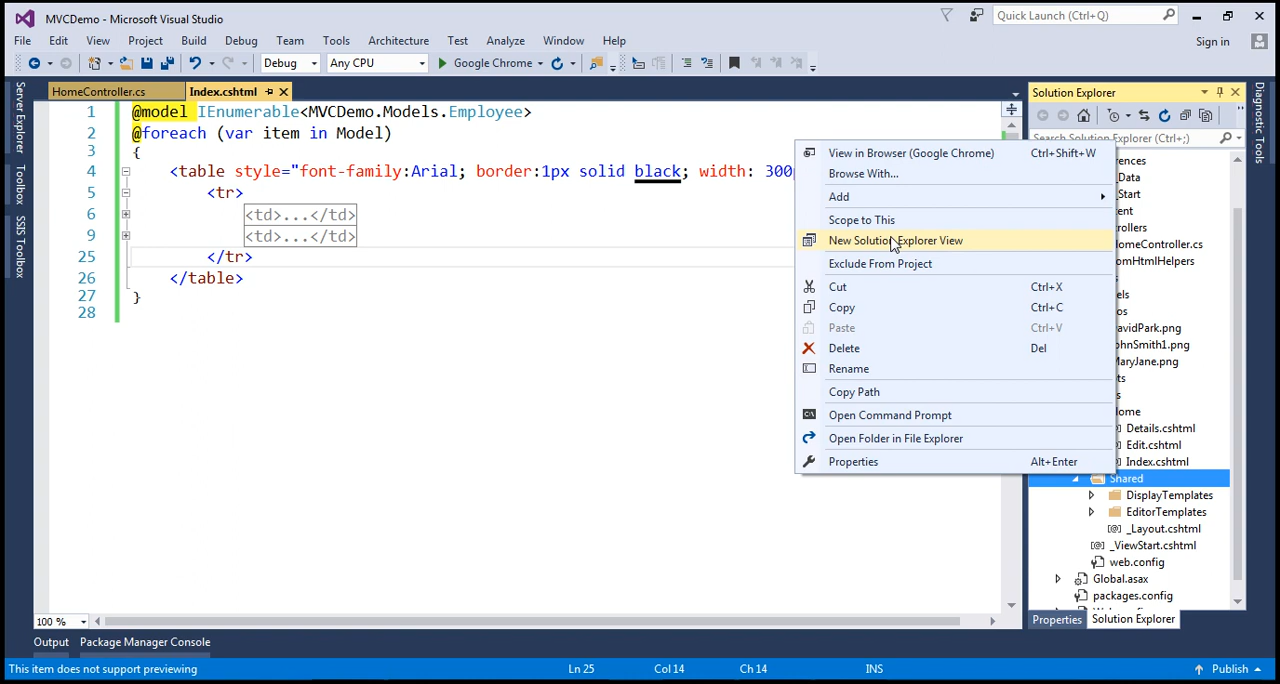 MVCDemo - Microsoft Visual Studio
Quick Launch (Ctrl+Q)
File Edit View Project Build Debug Team Tools Architecture Test Analyze Window Help
Sign in
Debug Any CPU Google Chrome
HomeController.cs Index.cshtml
Solution Explorer
Search Solution Explorer (Ctrl+;)
Server Explorer
Toolbox
SSIS Toolbox
Diagnostic Tools
1 @model IEnumerable<MVCDemo.Models.Employee>
2 @foreach (var item in Model)
3 {
4 <table style="font-family:Arial; border:1px solid black; width: 300p
5 <tr>
6 <td>...</td>
9 <td>...</td>
25 </tr>
26 </table>
27 }
28
View in Browser (Google Chrome) Ctrl+Shift+W
Browse With...
Add
Scope to This
New Solution Explorer View
Exclude From Project
Cut Ctrl+X
Copy Ctrl+C
Paste Ctrl+V
Delete Del
Rename
Copy Path
Open Command Prompt
Open Folder in File Explorer
Properties Alt+Enter
rences
_Data
_Start
tent
rollers
omeController.cs
omHtmlHelpers
els
os
avidPark.png
ohnSmith1.png
MaryJane.png
ts
s
ome
Details.cshtml
Edit.cshtml
Index.cshtml
Shared
DisplayTemplates
EditorTemplates
_Layout.cshtml
_ViewStart.cshtml
web.config
Global.asax
packages.config
Properties Solution Explorer
100 %
Output Package Manager Console
This item does not support previewing Ln 25 Col 14 Ch 14 INS Publish